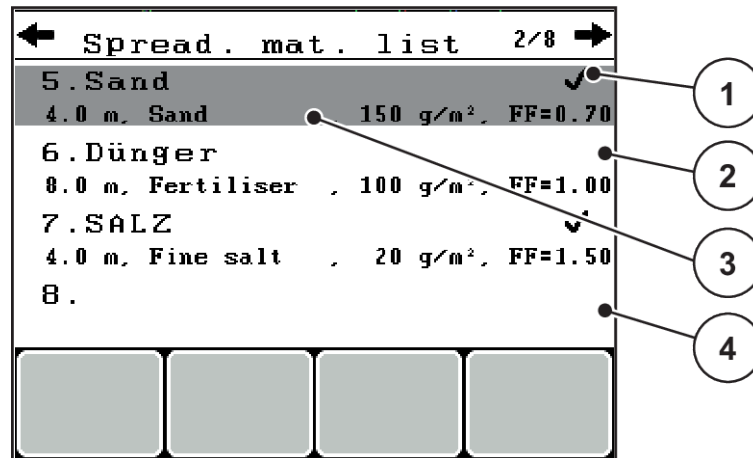 Spread. mat. list 2/8
5.Sand
4.0 m, Sand , 150 g/m², FF=0.70
6.Dünger
8.0 m, Fertiliser , 100 g/m², FF=1.00
7.SALZ
4.0 m, Fine salt , 20 g/m², FF=1.50
8.
1
2
3
4